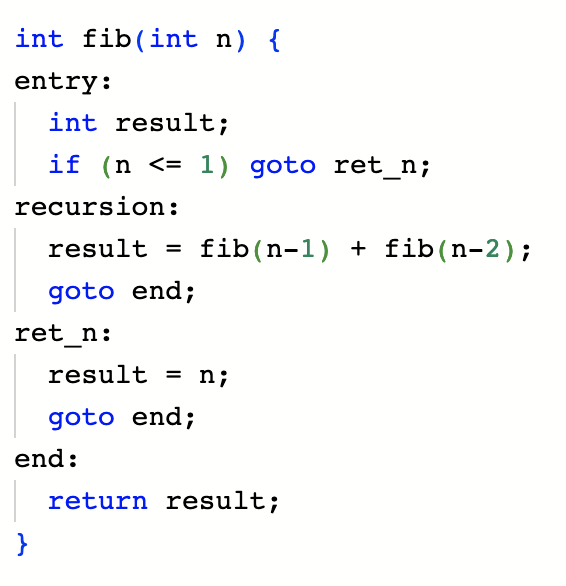 int fib(int n) {
entry:
  int result;
  if (n <= 1) goto ret_n;
recursion:
  result = fib(n-1) + fib(n-2);
  goto end;
ret_n:
  result = n;
  goto end;
end:
  return result;
}